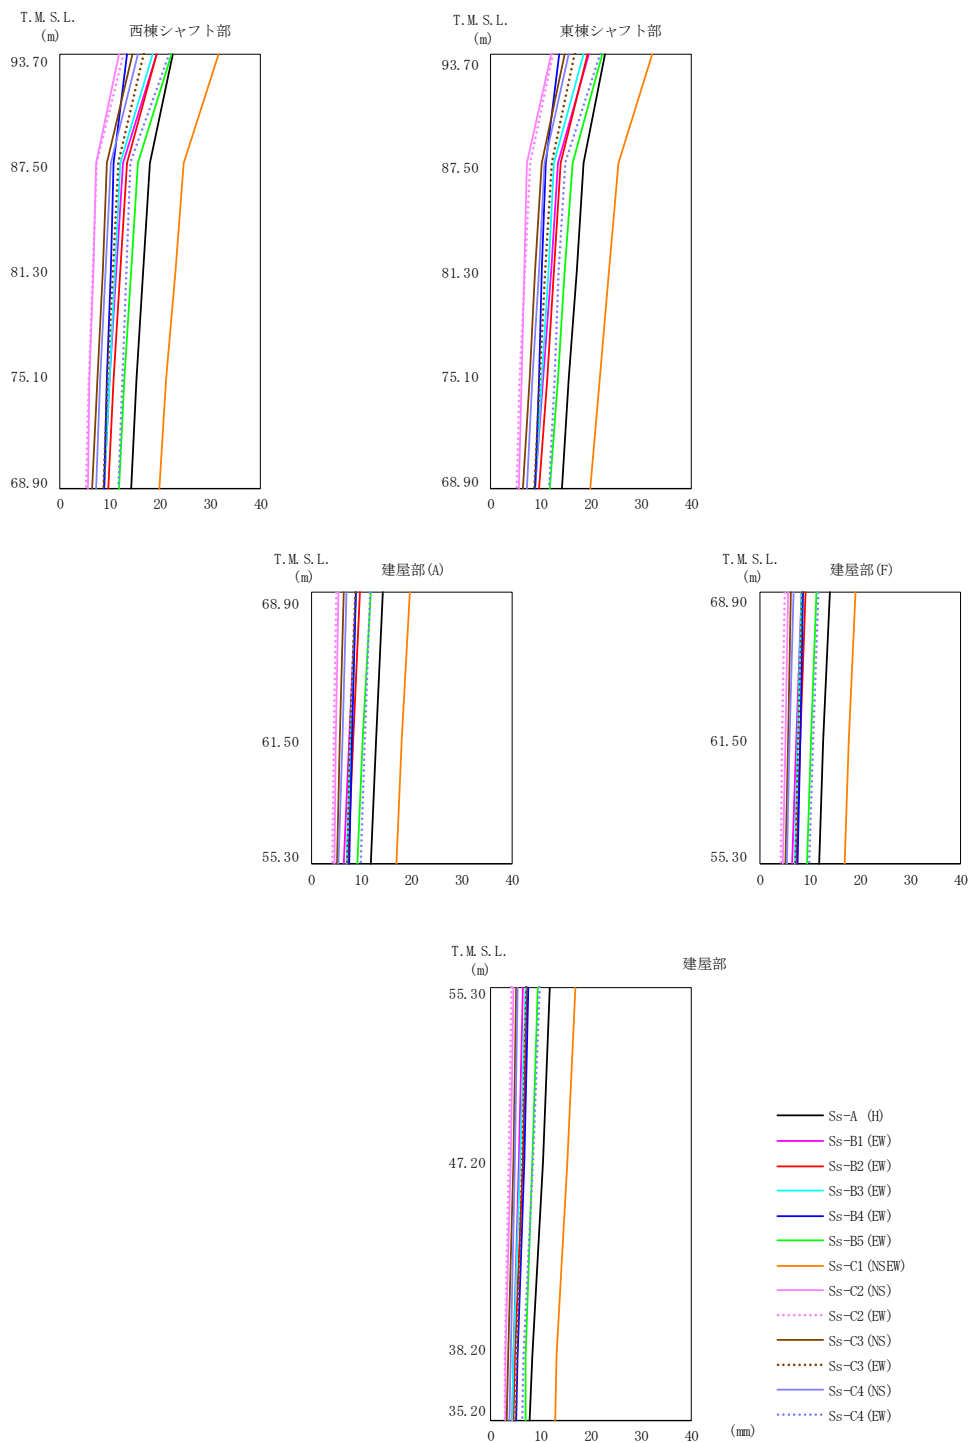 T.M.S.L.
(m)
西棟シャフト部
93.70
87.50
81.30
75.10
68.90
0 10 20 30 40
T.M.S.L.
(m)
東棟シャフト部
93.70
87.50
81.30
75.10
68.90
0 10 20 30 40
T.M.S.L.
(m)
建屋部(A)
68.90
61.50
55.30
0 10 20 30 40
T.M.S.L.
(m)
建屋部(F)
68.90
61.50
55.30
0 10 20 30 40
T.M.S.L.
(m)
建屋部
55.30
47.20
38.20
35.20
0 10 20 30 40
(mm)
Ss-A (H)
Ss-B1(EW)
Ss-B2(EW)
Ss-B3(EW)
Ss-B4(EW)
Ss-B5(EW)
Ss-C1(NSEW)
Ss-C2(NS)
Ss-C2(EW)
Ss-C3(NS)
Ss-C3(EW)
Ss-C4(NS)
Ss-C4(EW)